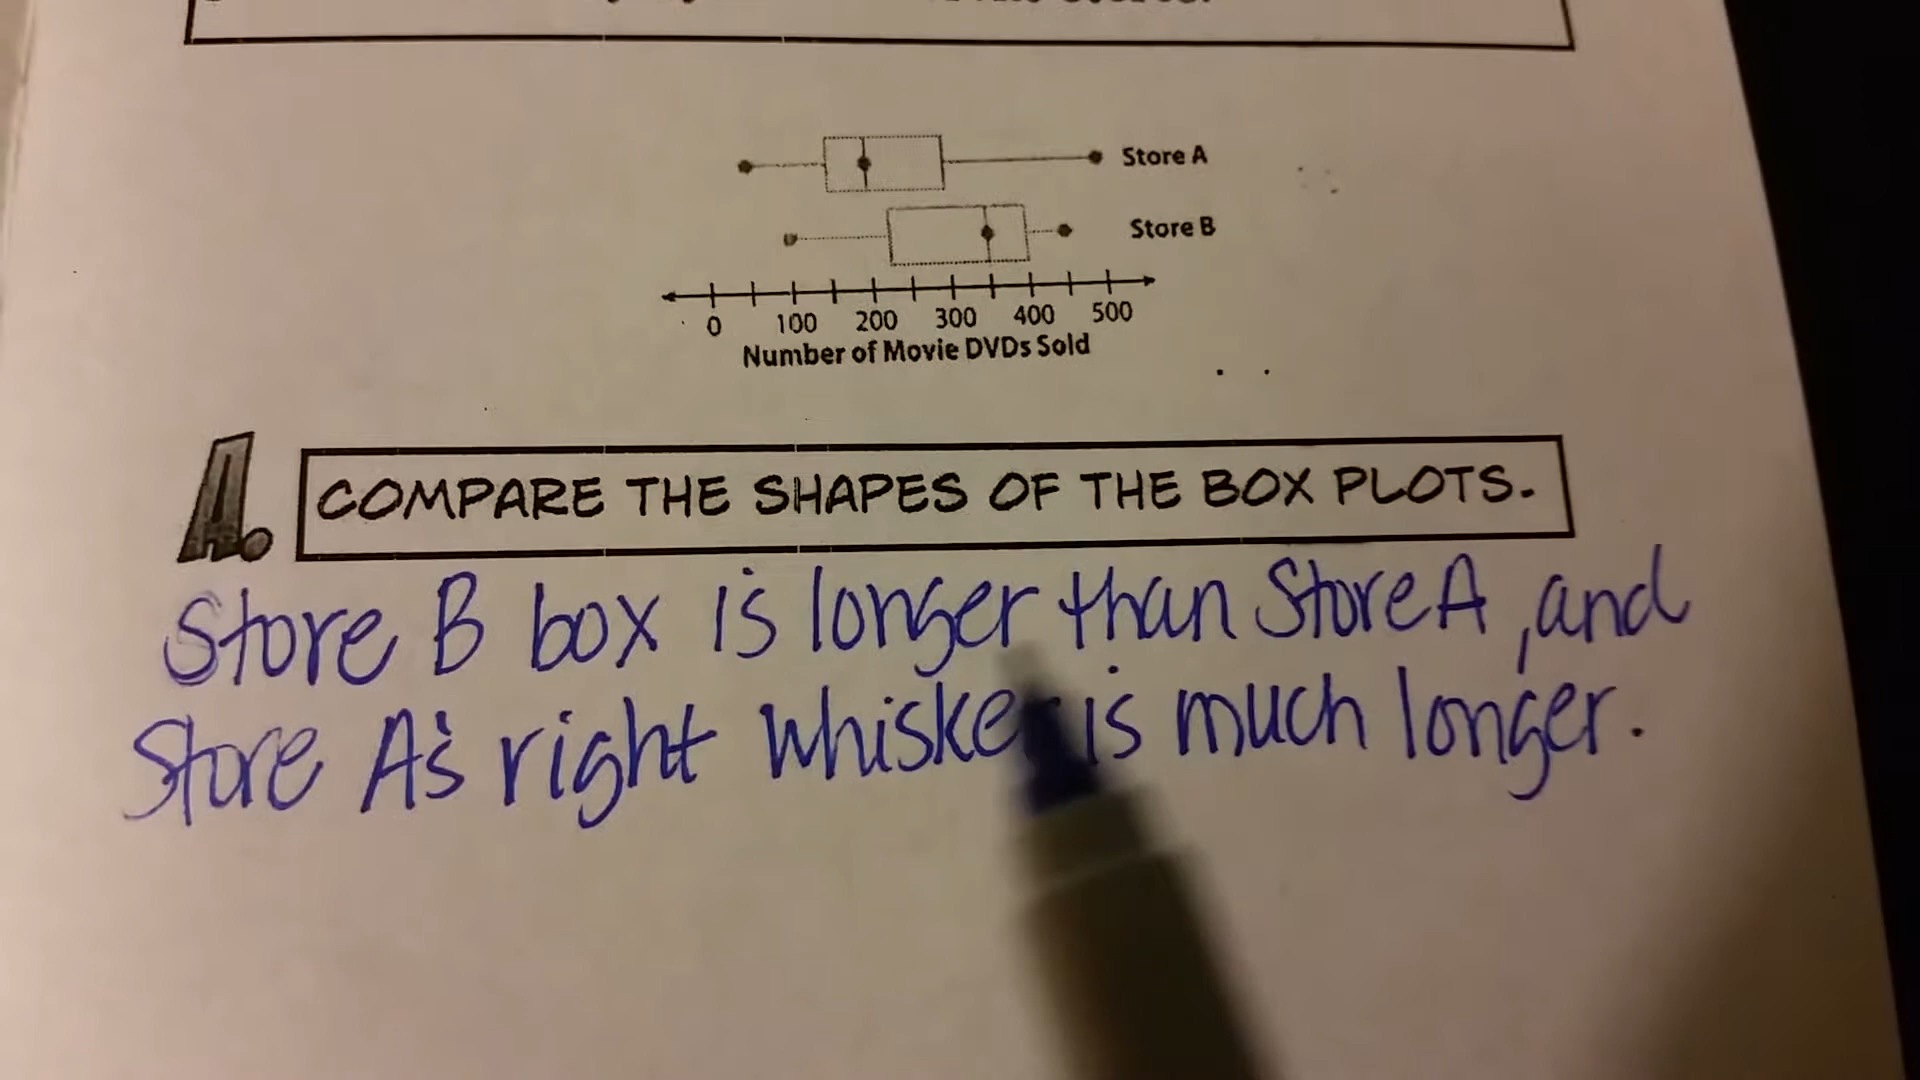 Store A
Store B
0 100 200 300 400 500
Number of Movie DVDs Sold
A. COMPARE THE SHAPES OF THE BOX PLOTS.
Store B box is longer than Store A, and
Store A's right whisker is much longer.